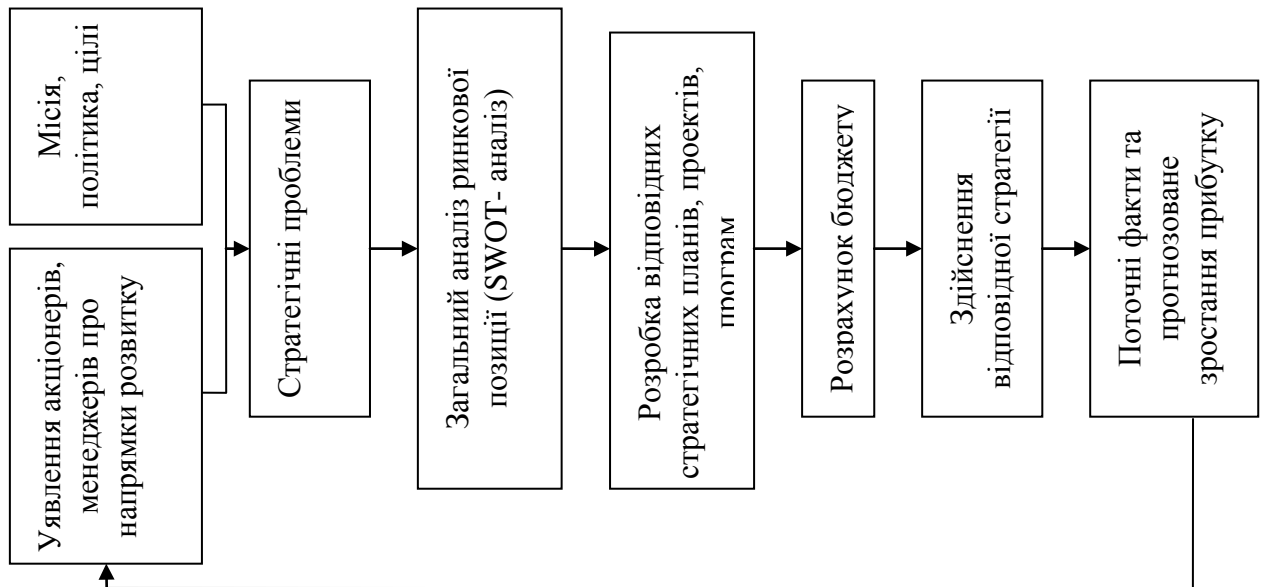 Уявлення акціонерів,
менеджерів про
напрямки розвитку
Місія,
політика, цілі
Стратегічні проблеми
Загальний аналіз ринкової
позиції (SWOT- аналіз)
Розробка відповідних
стратегічних планів, проектів,
програм
Розрахунок бюджету
Здійснення
відповідної стратегії
Поточні факти та
прогнозоване
зростання прибутку